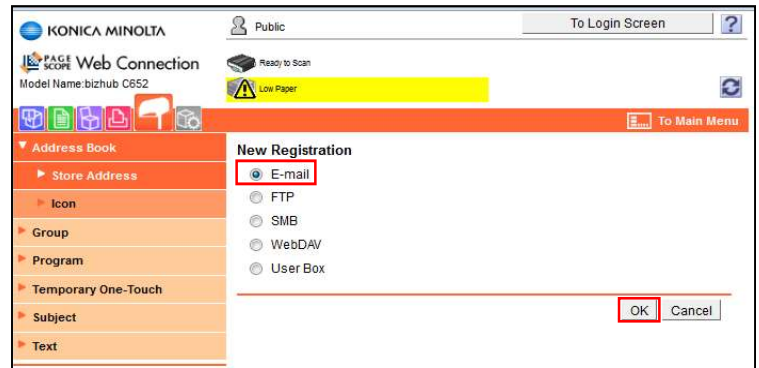 KONICA MINOLTA
Public
To Login Screen
?
PAGE SCOPE Web Connection
Ready to Scan
Model Name:bizhub C652
Low Paper
To Main Menu
Address Book
Store Address
Icon
Group
Program
Temporary One-Touch
Subject
Text
New Registration
E-mail
FTP
SMB
WebDAV
User Box
OK
Cancel